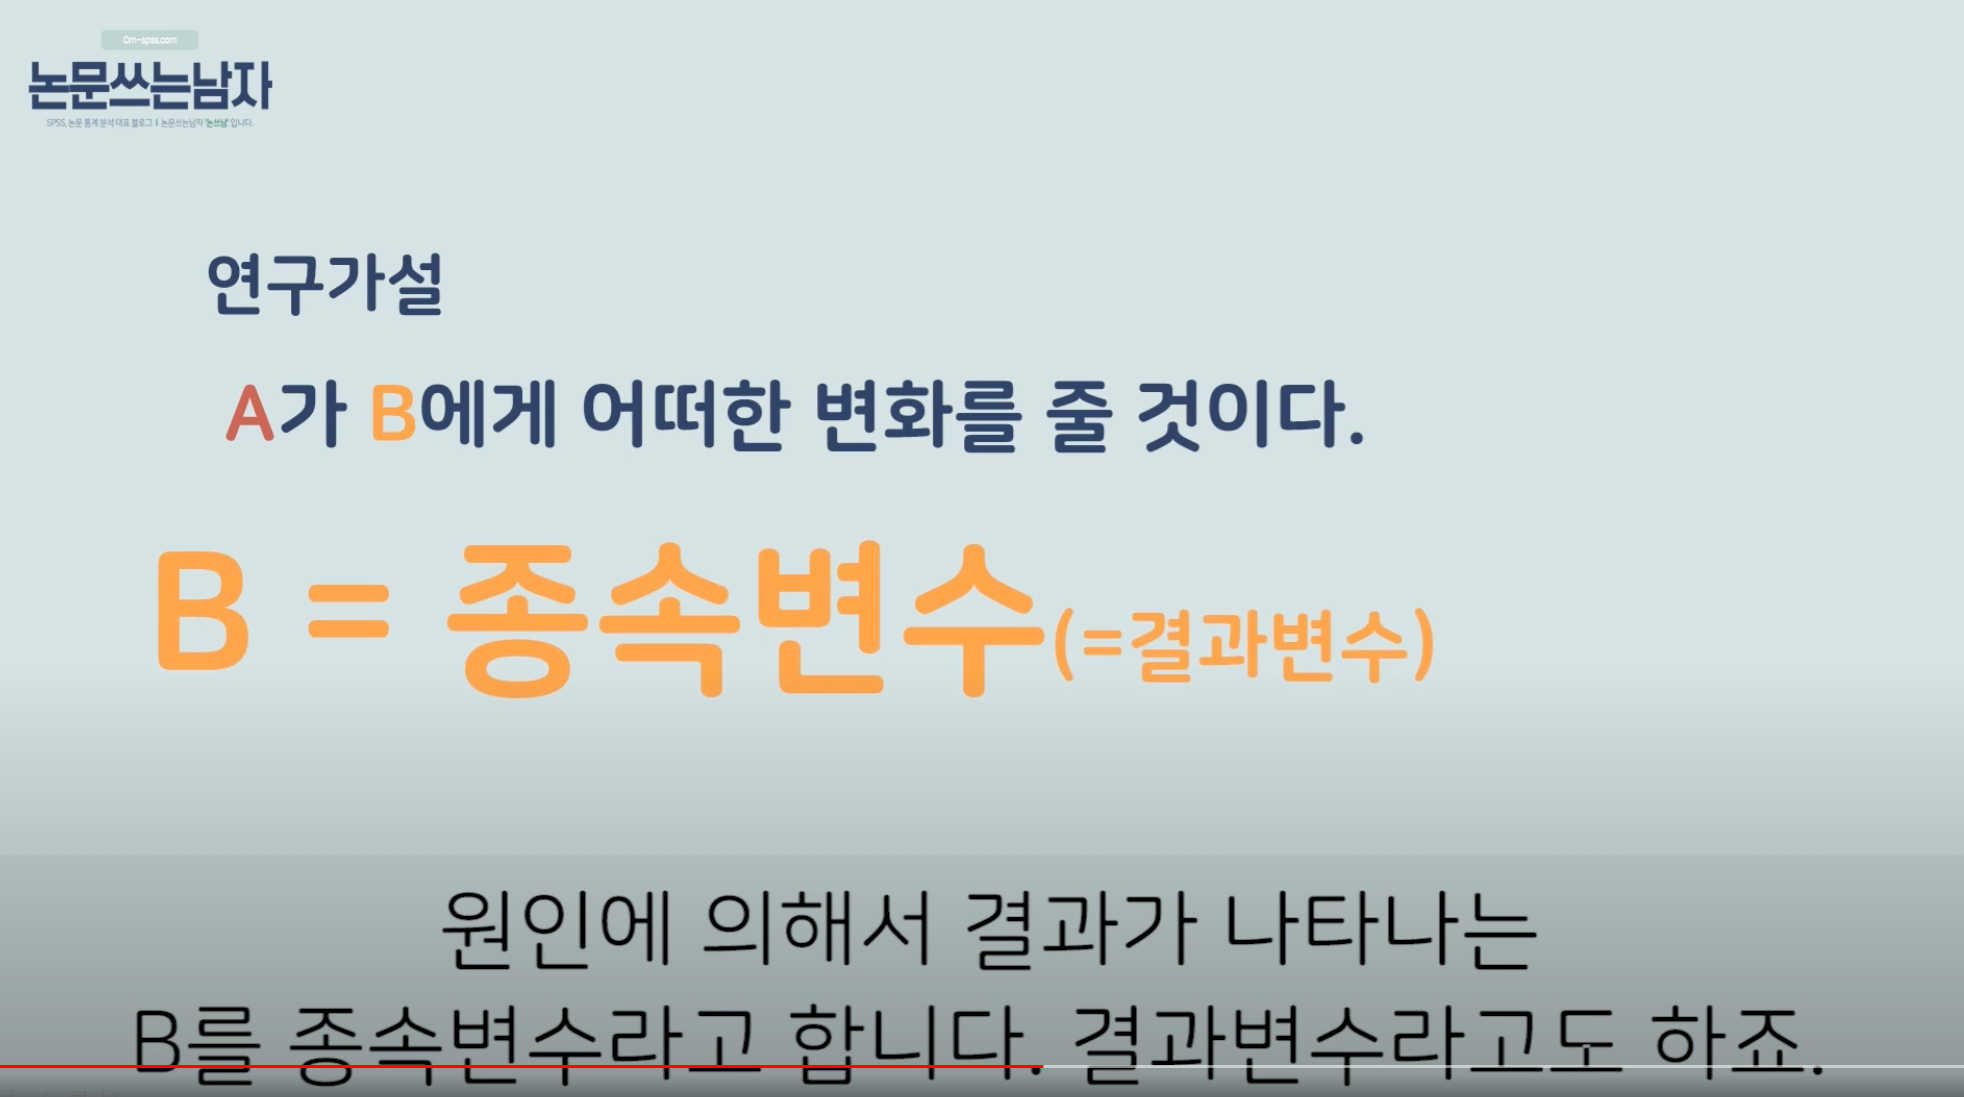 Om-spss.com
논문쓰는남자
SPSS, 논문 통계 분석 대표 블로그 I 논문쓰는남자 "논쓰남" 입니다.
연구가설
A가 B에게 어떠한 변화를 줄 것이다.
B = 종속변수(=결과변수)
원인에 의해서 결과가 나타나는
B를 종속변수라고 합니다. 결과변수라고도 하죠.